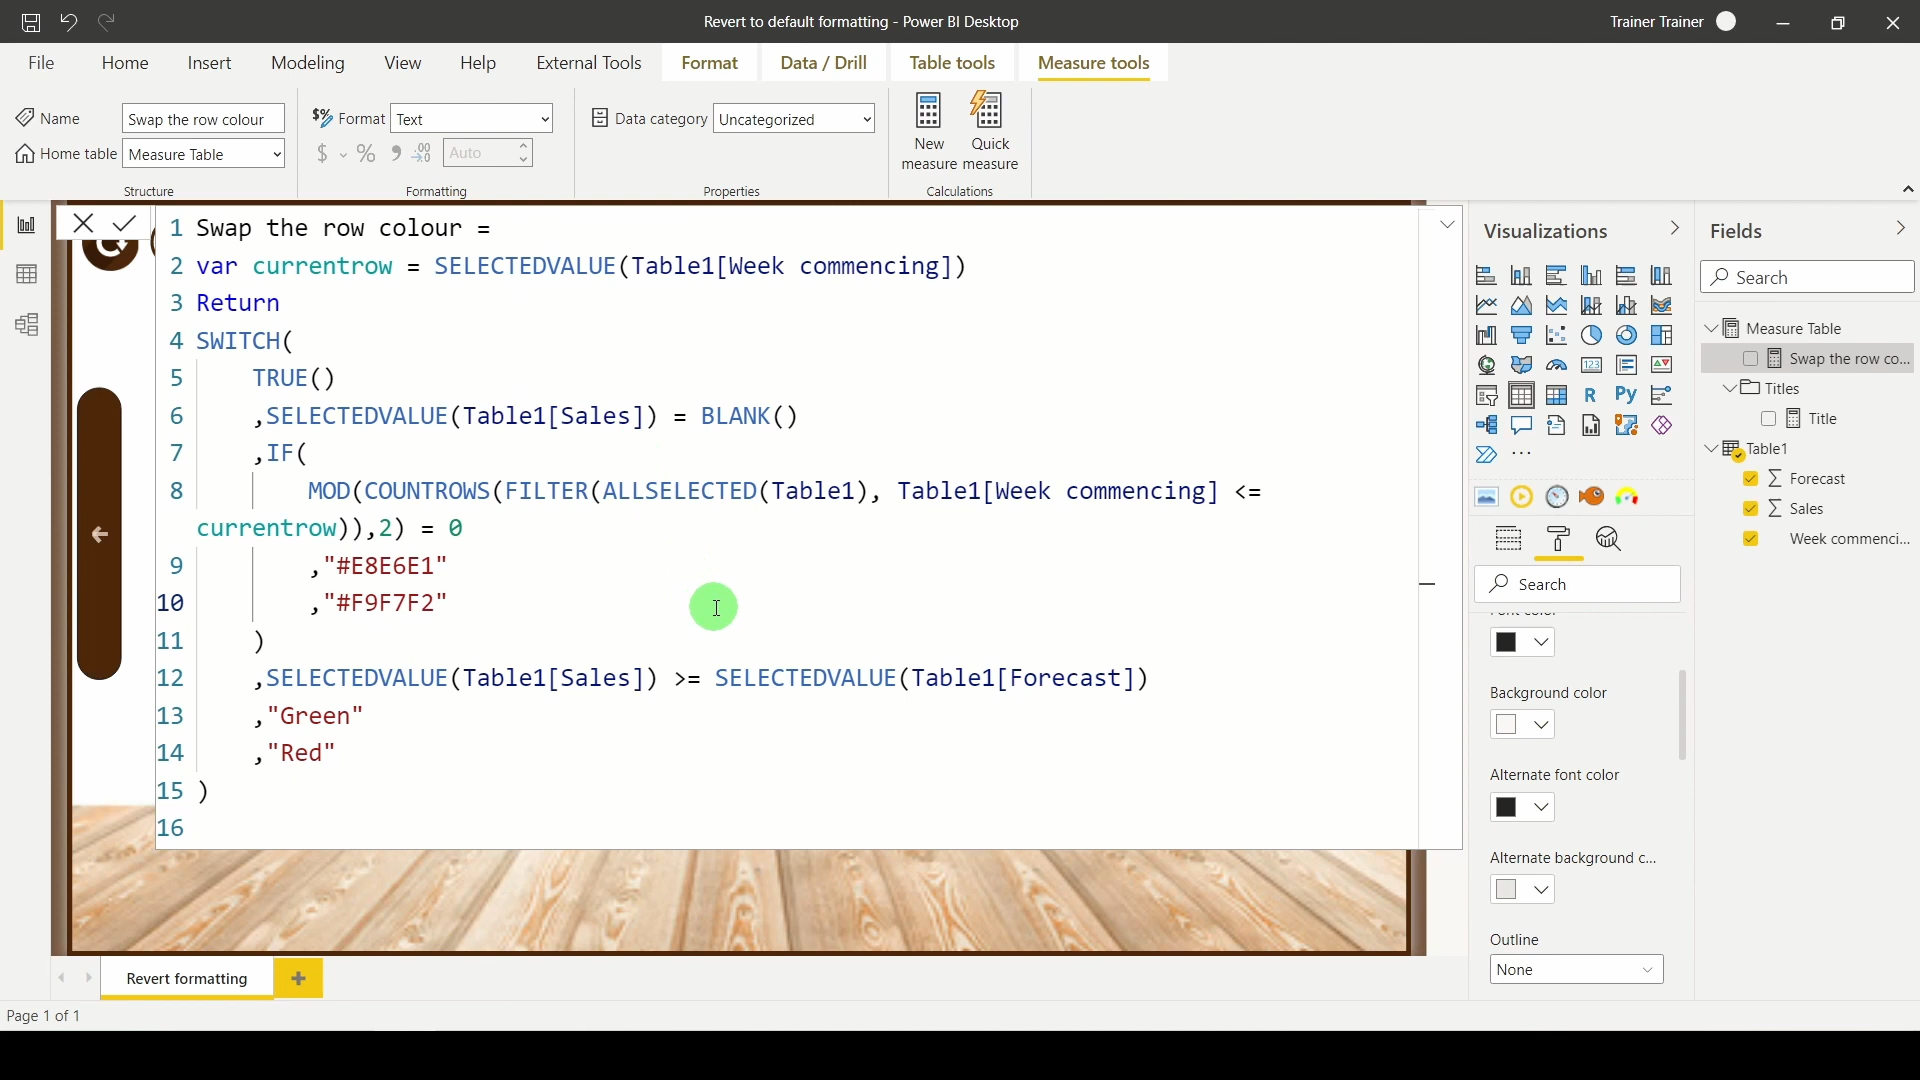 Revert to default formatting - Power BI Desktop
Trainer Trainer
File Home Insert Modeling View Help External Tools Format Data / Drill Table tools Measure tools
Name Swap the row colour
Home table Measure Table
Structure
Format Text
$ % Auto
Formatting
Data category Uncategorized
Properties
New measure
Quick measure
Calculations
1 Swap the row colour =
2 var currentrow = SELECTEDVALUE(Table1[Week commencing])
3 Return
4 SWITCH(
5 TRUE()
6 ,SELECTEDVALUE(Table1[Sales]) = BLANK()
7 ,IF(
8 MOD(COUNTROWS(FILTER(ALLSELECTED(Table1), Table1[Week commencing] <=
currentrow)),2) = 0
9 ,"#E8E6E1"
10 ,"#F9F7F2"
11 )
12 ,SELECTEDVALUE(Table1[Sales]) >= SELECTEDVALUE(Table1[Forecast])
13 ,"Green"
14 ,"Red"
15 )
16
Visualizations
123
R Py
Search
Font color
Background color
Alternate font color
Alternate background c...
Outline
None
Fields
Search
Measure Table
Swap the row co...
Titles
Title
Table1
Forecast
Sales
Week commenci...
Revert formatting
Page 1 of 1